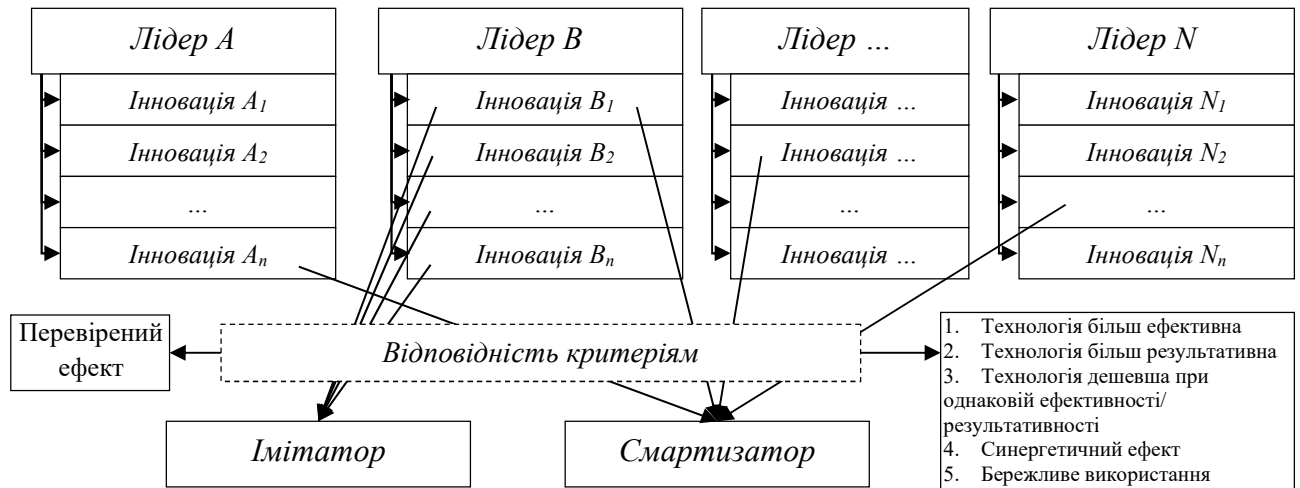 Лідер А
Лідер В
Лідер …
Лідер N
Інновація A1
Інновація B1
Інновація …
Інновація N1
Інновація A2
Інновація B2
Інновація …
Інновація N2
…
…
…
…
Інновація An
Інновація Bn
Інновація …
Інновація Nn
Перевірений
ефект
Відповідність критеріям
1. Технологія більш ефективна
2. Технологія більш результативна
3. Технологія дешевша при
однаковій ефективності/
результативності
4. Синергетичний ефект
5. Бережливе використання
Імітатор
Смартизатор